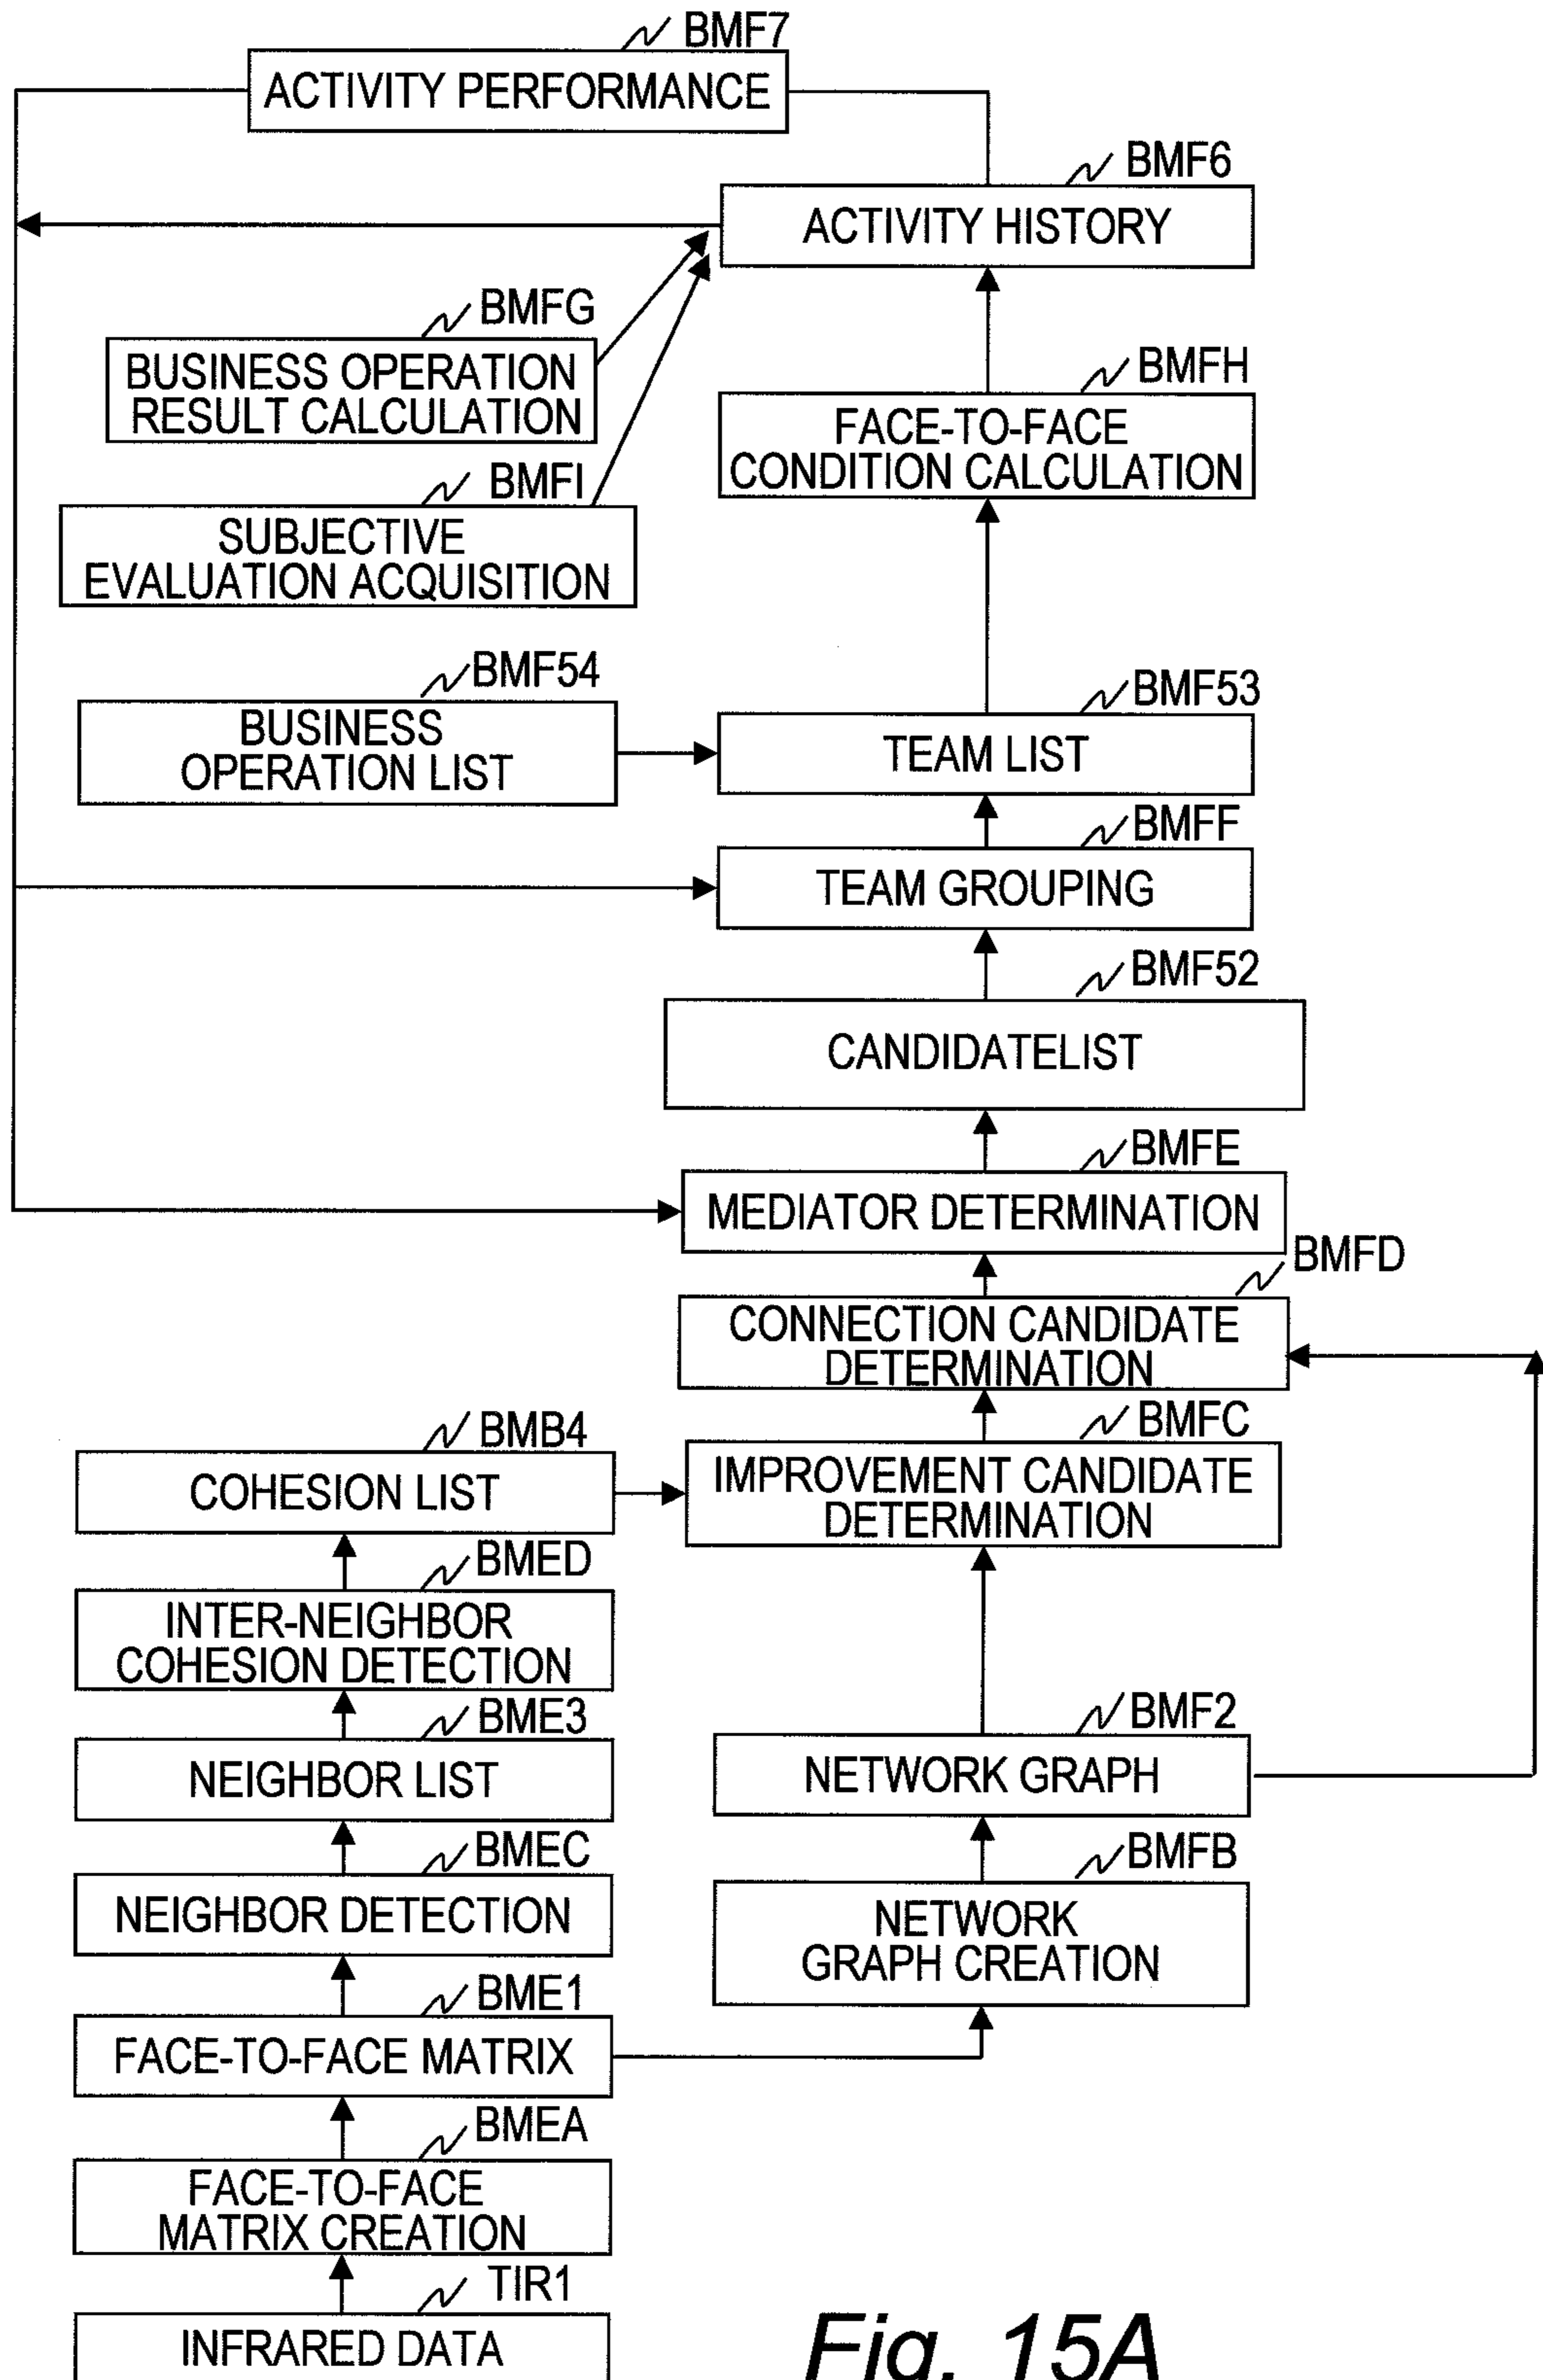 BMF7
ACTIVITY PERFORMANCE
BMF6
ACTIVITY HISTORY
BMFG
BUSINESS OPERATION
RESULT CALCULATION
BMFH
FACE-TO-FACE
CONDITION CALCULATION
BMFI
SUBJECTIVE
EVALUATION ACQUISITION
BMF54
BUSINESS
OPERATION LIST
BMF53
TEAM LIST
BMFF
TEAM GROUPING
BMF52
CANDIDATELIST
BMFE
MEDIATOR DETERMINATION
BMFD
CONNECTION CANDIDATE
DETERMINATION
BMFC
IMPROVEMENT CANDIDATE
DETERMINATION
BMB4
COHESION LIST
BMED
INTER-NEIGHBOR
COHESION DETECTION
BME3
NEIGHBOR LIST
BMF2
NETWORK GRAPH
BMEC
NEIGHBOR DETECTION
BMFB
NETWORK
GRAPH CREATION
BME1
FACE-TO-FACE MATRIX
BMEA
FACE-TO-FACE
MATRIX CREATION
TIR1
INFRARED DATA
Fig. 15A